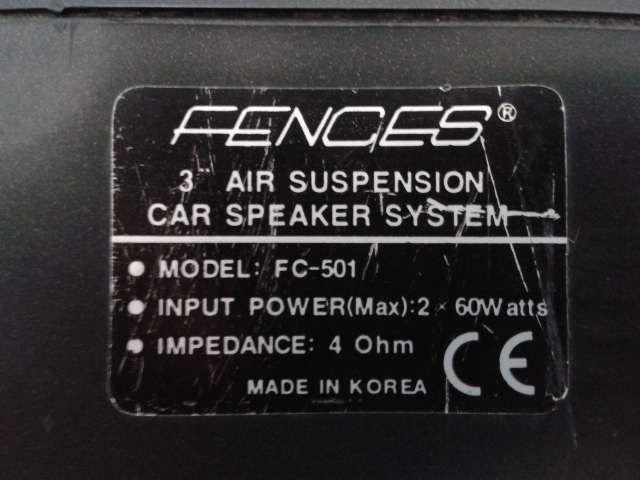 FENGES®
3" AIR SUSPENSION
CAR SPEAKER SYSTEM
• MODEL: FC-501
• INPUT POWER(Max):2 × 60Watts
• IMPEDANCE: 4 Ohm
MADE IN KOREA CE